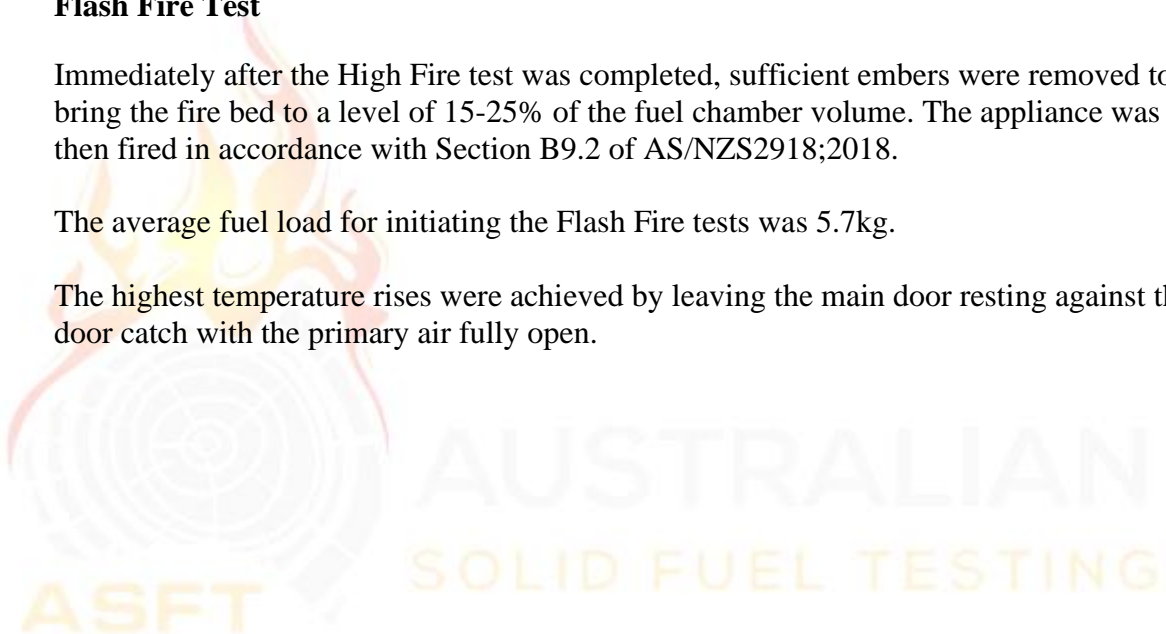 Flash Fire Test
Immediately after the High Fire test was completed, sufficient embers were removed to
bring the fire bed to a level of 15-25% of the fuel chamber volume. The appliance was
then fired in accordance with Section B9.2 of AS/NZS2918;2018.
The average fuel load for initiating the Flash Fire tests was 5.7kg.
The highest temperature rises were achieved by leaving the main door resting against
door catch with the primary air fully open.
AUSTRALIAN
SOLID FUEL TESTING
ASFT